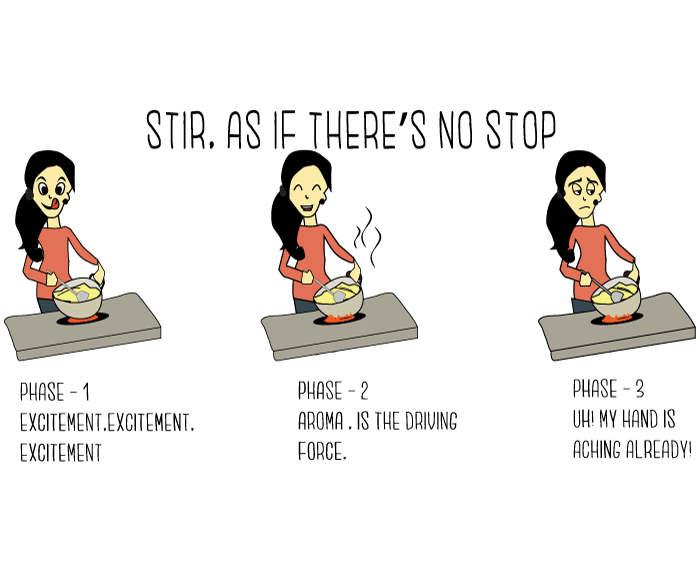 STIR. AS IF THERE'S NO STOP
PHASE - 1
EXCITEMENT.EXCITEMENT.
EXCITEMENT
PHASE - 2
AROMA . IS THE DRIVING
FORCE.
PHASE - 3
UH! MY HAND IS
ACHING ALREADY!